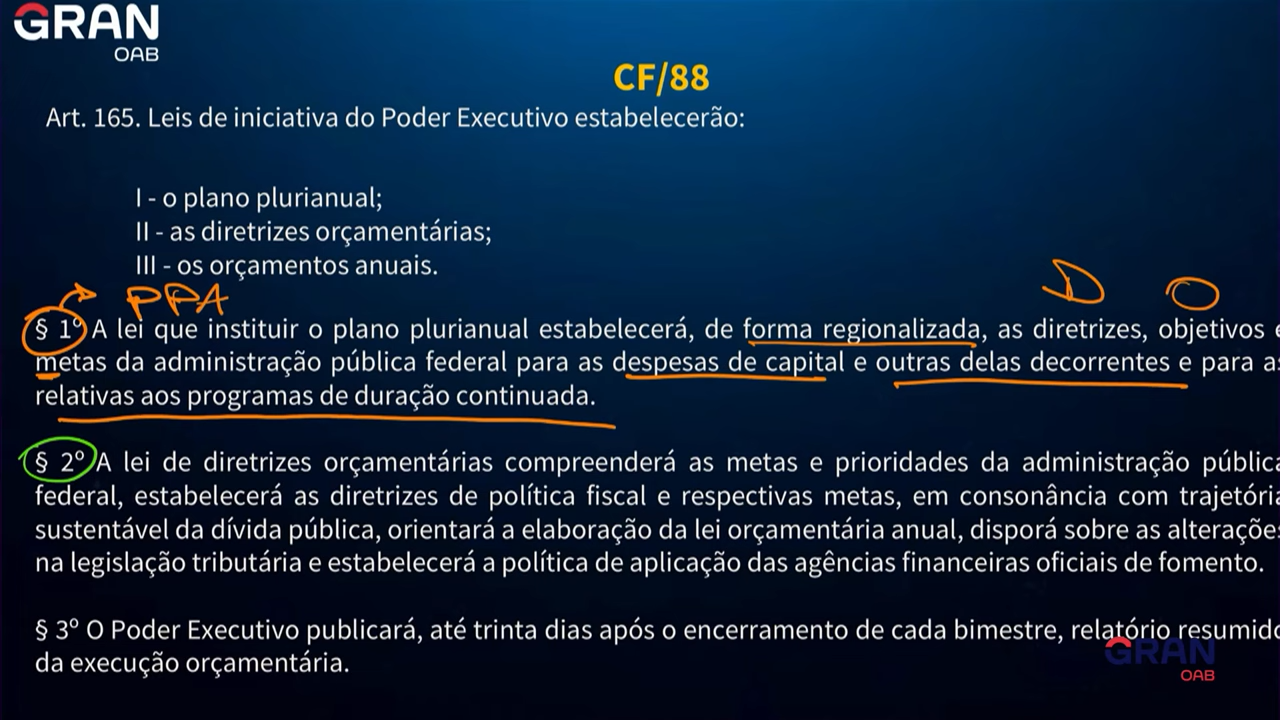 GRAN
OAB
CF/88
Art. 165. Leis de iniciativa do Poder Executivo estabelecerão:
I - o plano plurianual;
II - as diretrizes orçamentárias;
III - os orçamentos anuais.
PPA
D O
§ 1º A lei que instituir o plano plurianual estabelecerá, de forma regionalizada, as diretrizes, objetivos e
metas da administração pública federal para as despesas de capital e outras delas decorrentes e para as
relativas aos programas de duração continuada.
§ 2º A lei de diretrizes orçamentárias compreenderá as metas e prioridades da administração pública
federal, estabelecerá as diretrizes de política fiscal e respectivas metas, em consonância com trajetória
sustentável da dívida pública, orientará a elaboração da lei orçamentária anual, disporá sobre as alterações
na legislação tributária e estabelecerá a política de aplicação das agências financeiras oficiais de fomento.
§ 3º O Poder Executivo publicará, até trinta dias após o encerramento de cada bimestre, relatório resumido
da execução orçamentária.
GRAN
OAB